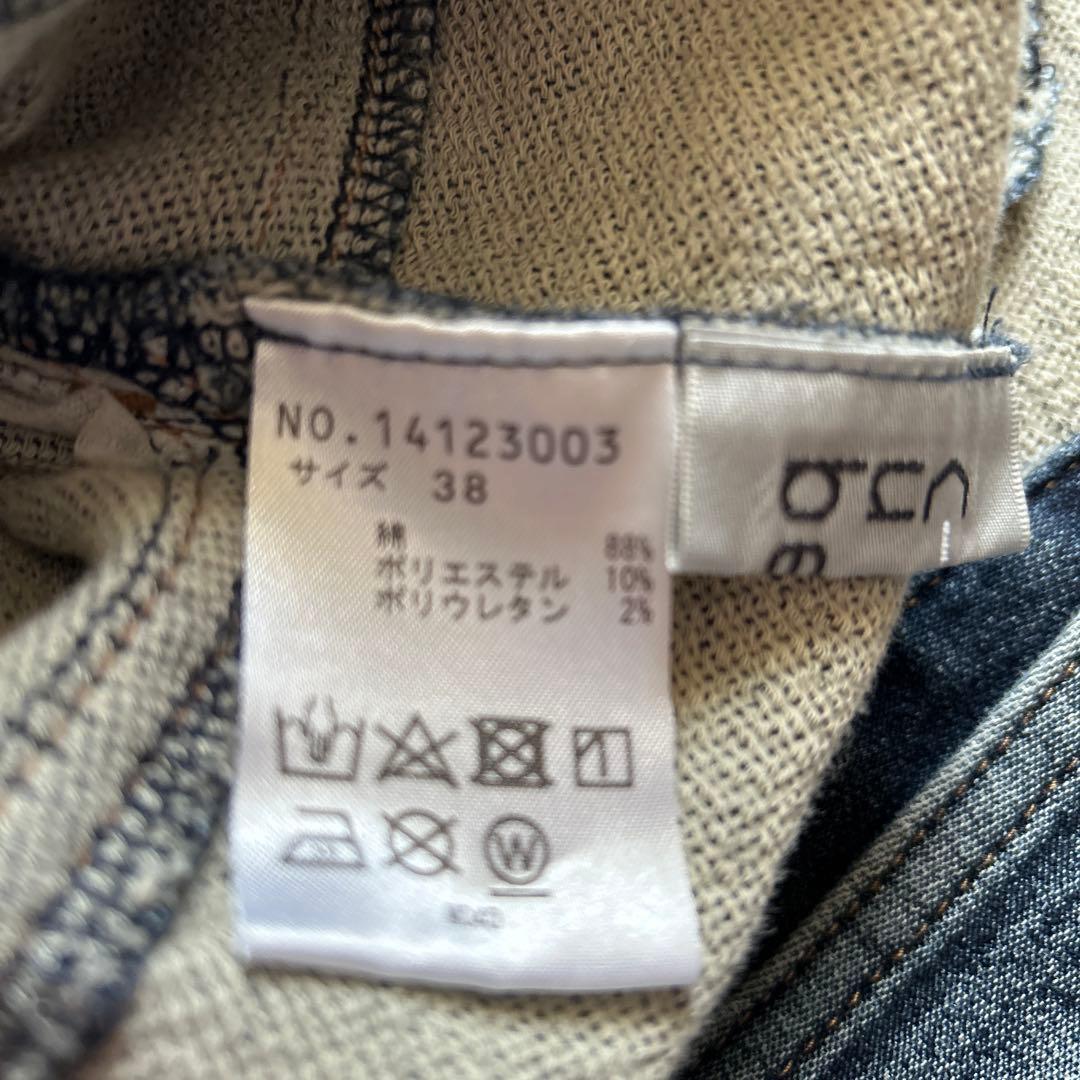 NO.14123003
サイズ 38
綿 88%
ポリエステル 10%
ポリウレタン 2%
W